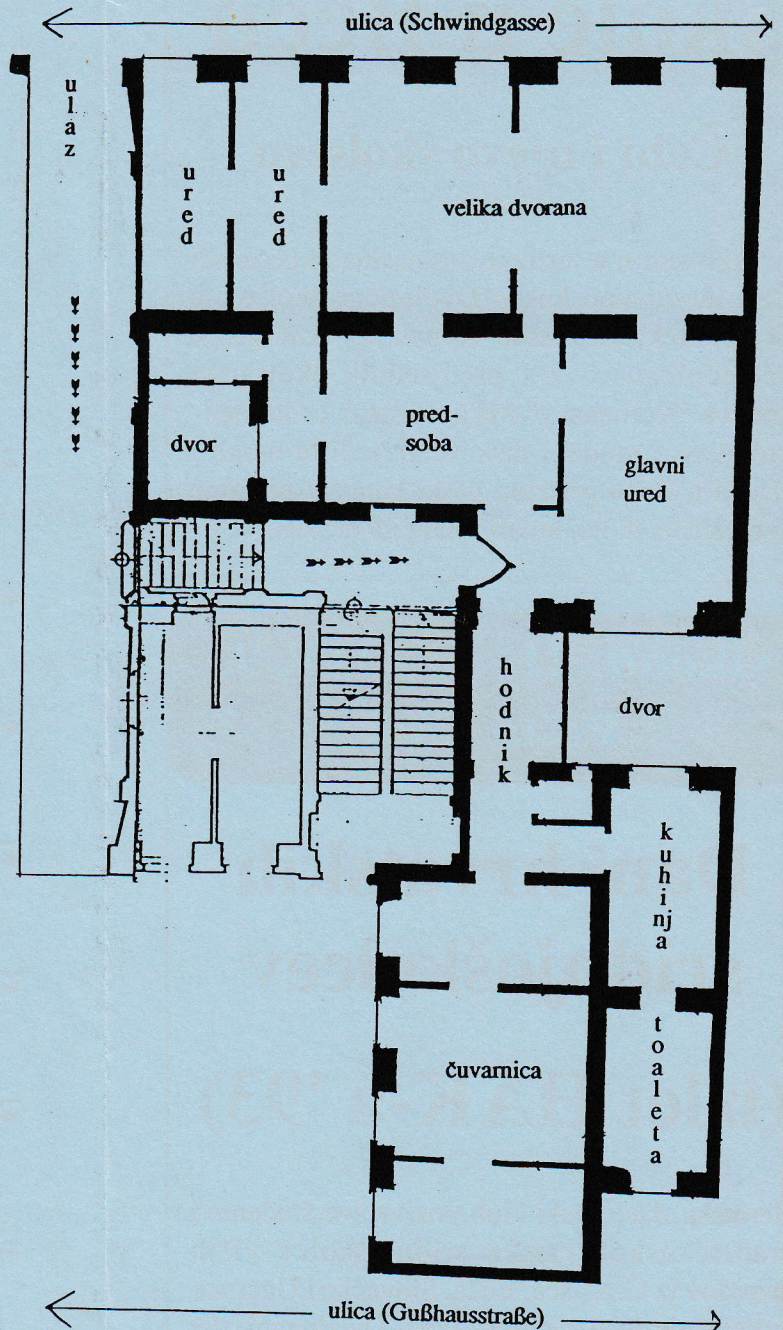 ulica (Schwindgasse)
ulaz
ured
ured
velika dvorana
dvor
pred-
soba
glavni
ured
hodnik
dvor
kuhinja
čuvarnica
toaleta
ulica (Gußhausstraße)